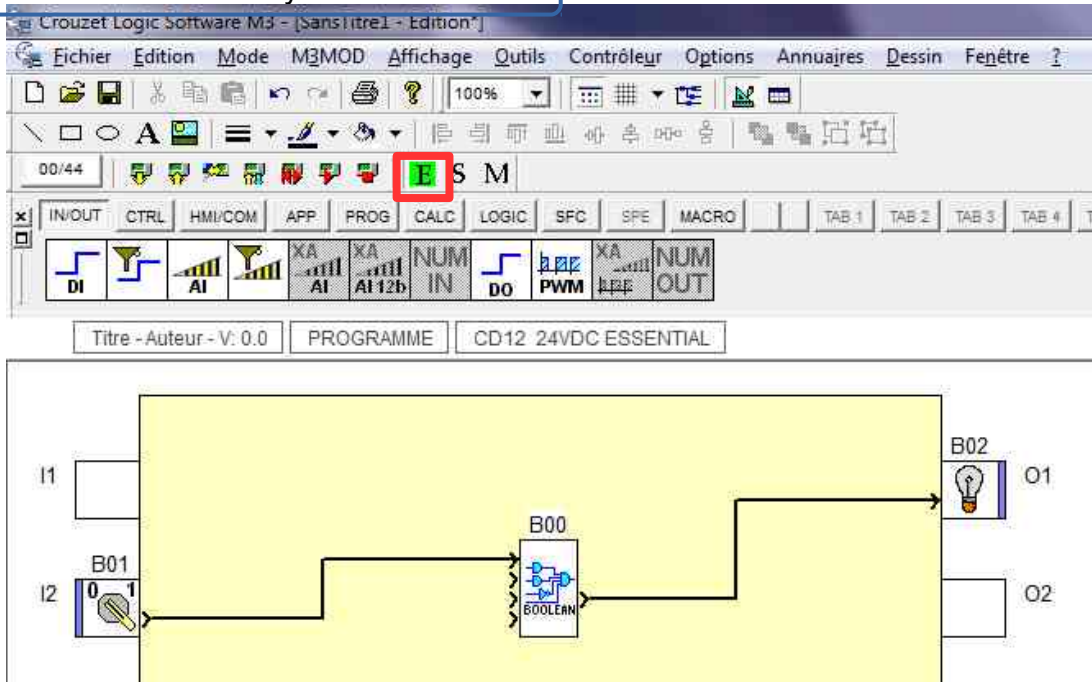 Crouzet Logic Software M3 - [SansTitre1 - Edition*]
Fichier Edition Mode M3MOD Affichage Outils Contrôleur Options Annuaires Dessin Fenêtre ?
100%
A
00/44 E S M
IN/OUT CTRL HMI/COM APP PROG CALC LOGIC SFC SPE MACRO TAB 1 TAB 2 TAB 3 TAB 4
DI AI XA AI XA AI 12b NUM IN DO PWM XA NUM OUT
Titre - Auteur - V: 0.0 PROGRAMME CD12 24VDC ESSENTIAL
B02
I1 O1
B00
B01
I2 0 1 BOOLEAN O2